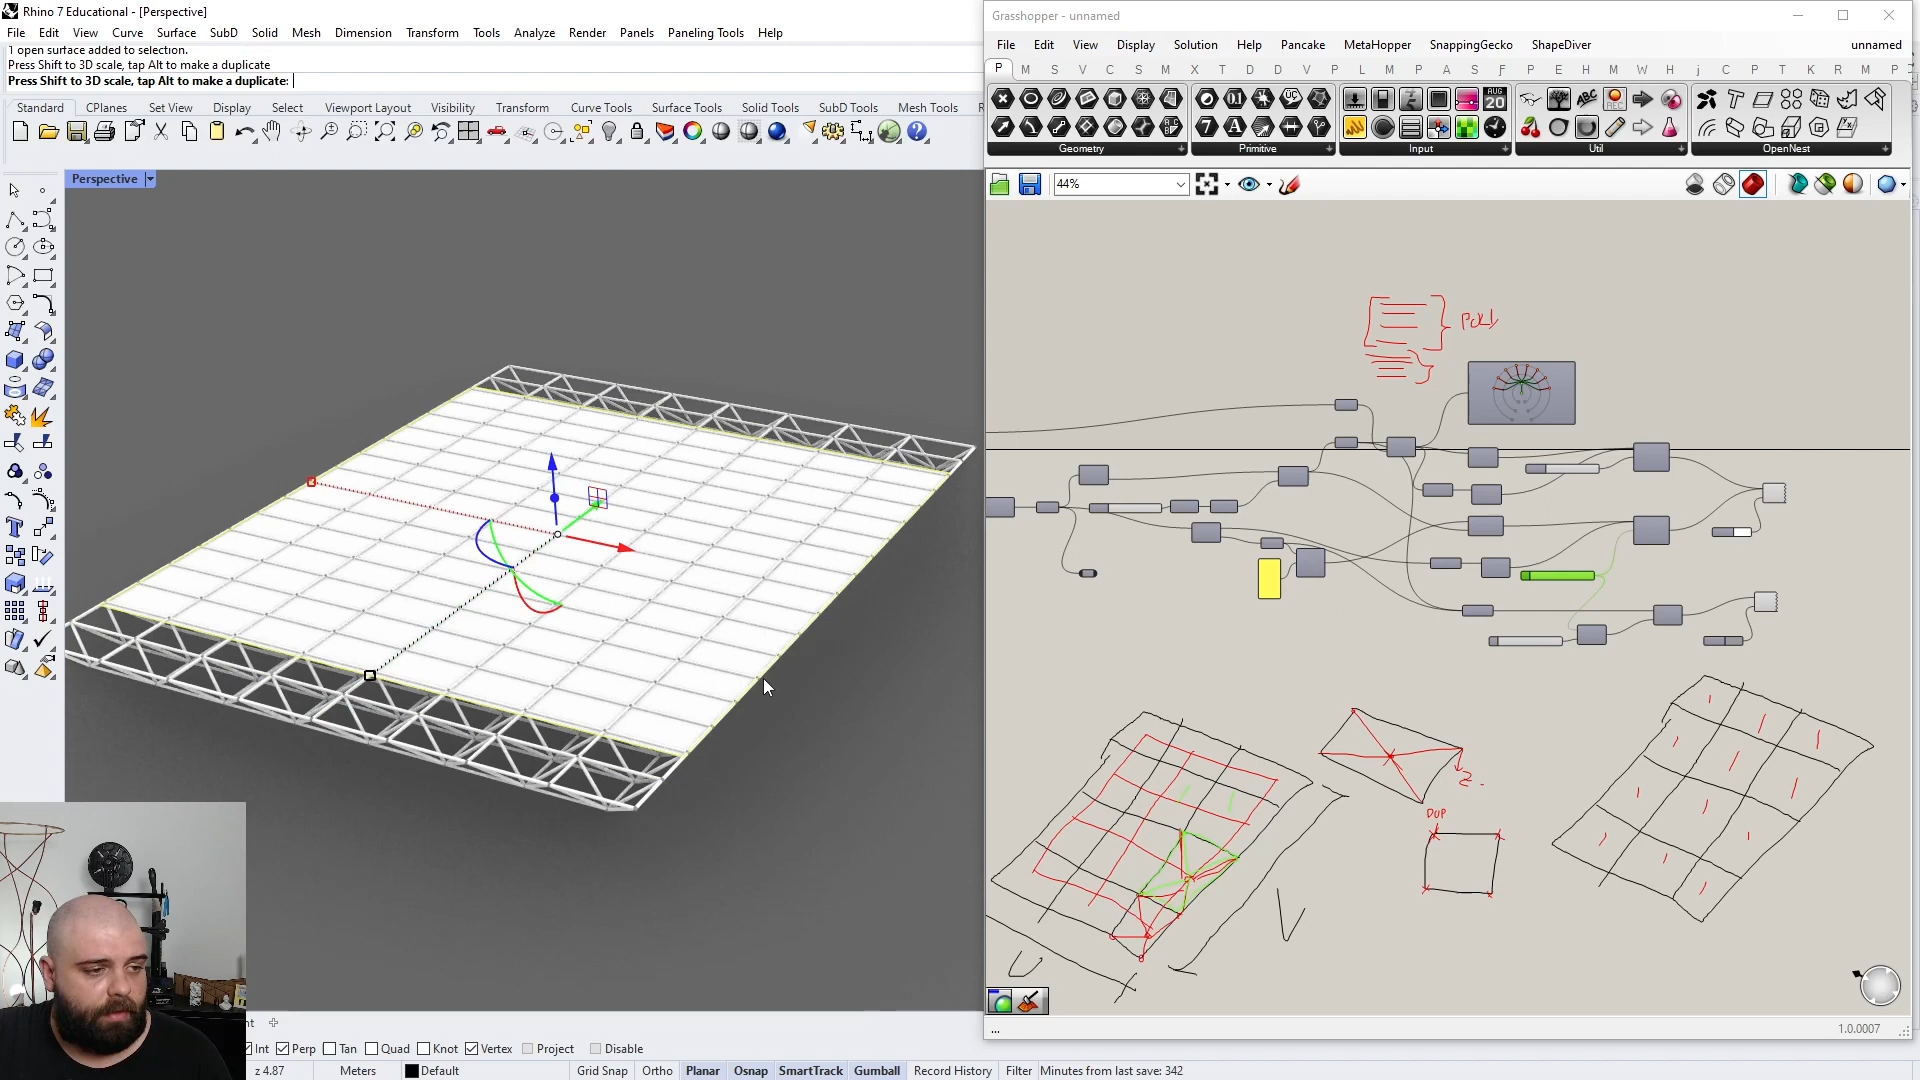 Rhino 7 Educational - [Perspective]
File Edit View Curve Surface SubD Solid Mesh Dimension Transform Tools Analyze Render Panels Paneling Tools Help
1 open surface added to selection.
Press Shift to 3D scale, tap Alt to make a duplicate
Press Shift to 3D scale, tap Alt to make a duplicate:
Standard CPlanes Set View Display Select Viewport Layout Visibility Transform Curve Tools Surface Tools Solid Tools SubD Tools Mesh Tools
Perspective
Grasshopper - unnamed
File Edit View Display Solution Help Pancake MetaHopper SnappingGecko ShapeDiver unnamed
P M S V C S M X T D D V P L M P A S F P E H M W H j C P T K R M P
Geometry Primitive Input Util OpenNest
44%
DUP
Z
U
V
1.0.0007
...
nt
Int Perp Tan Quad Knot Vertex Project Disable
z 4.87 Meters Default Grid Snap Ortho Planar Osnap SmartTrack Gumball Record History Filter Minutes from last save: 342